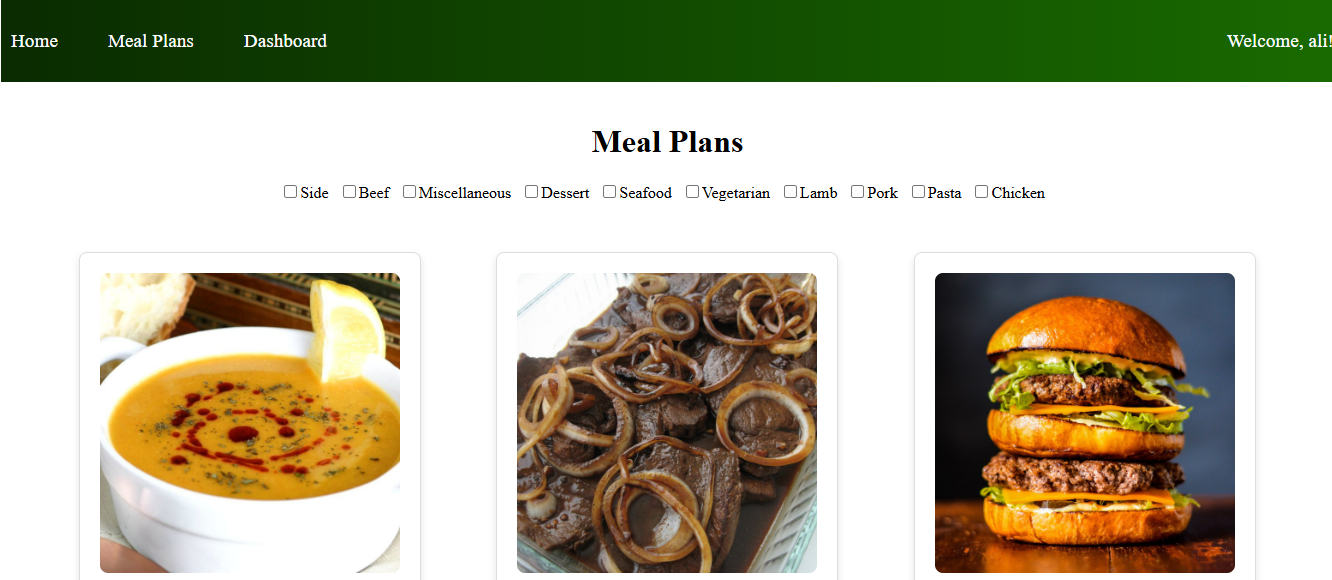 Home Meal Plans Dashboard Welcome, ali!
Meal Plans
Side Beef Miscellaneous Dessert Seafood Vegetarian Lamb Pork Pasta Chicken